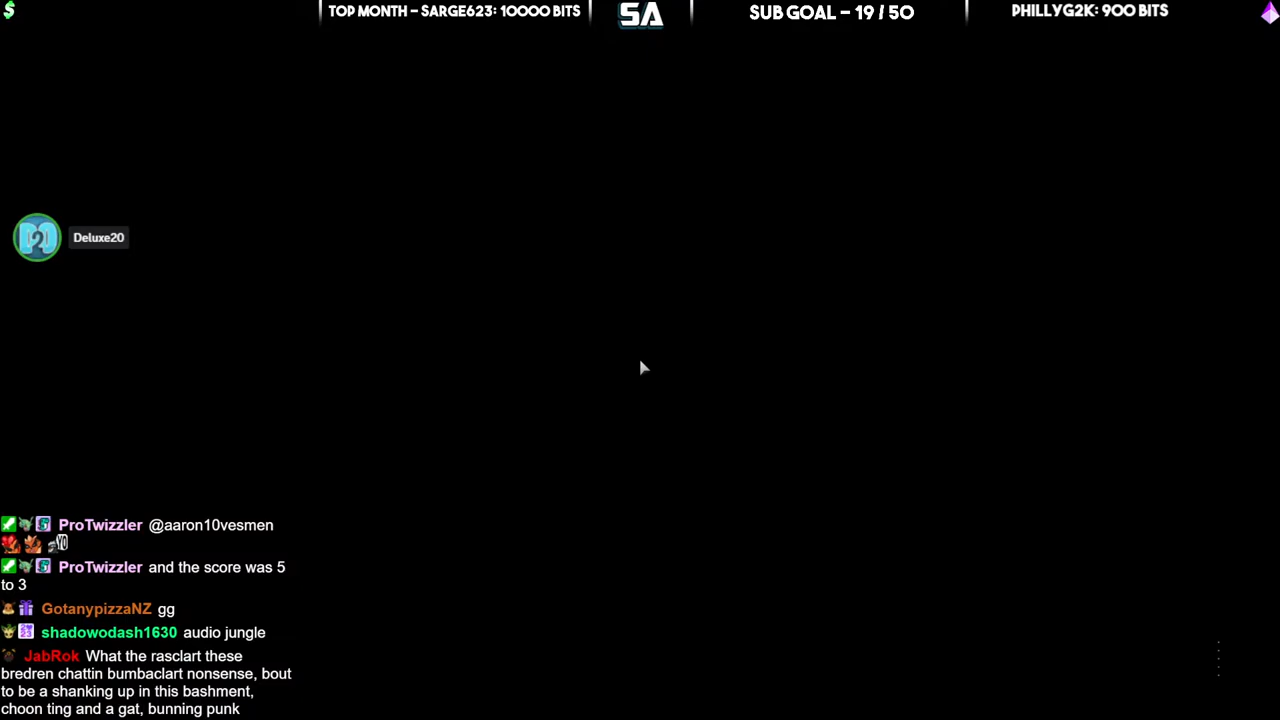 TOP MONTH - SARGE623: 10000 BITS
SA
SUB GOAL - 19 / 50
PHILLYG2K: 900 BITS
Deluxe20
ProTwizzler @aaron10vesmen
YO
ProTwizzler and the score was 5
to 3
GotanypizzaNZ gg
shadowodash1630 audio jungle
JabRok What the rasclart these
bredren chattin bumbaclart nonsense, bout
to be a shanking up in this bashment,
choon ting and a gat, bunning punk